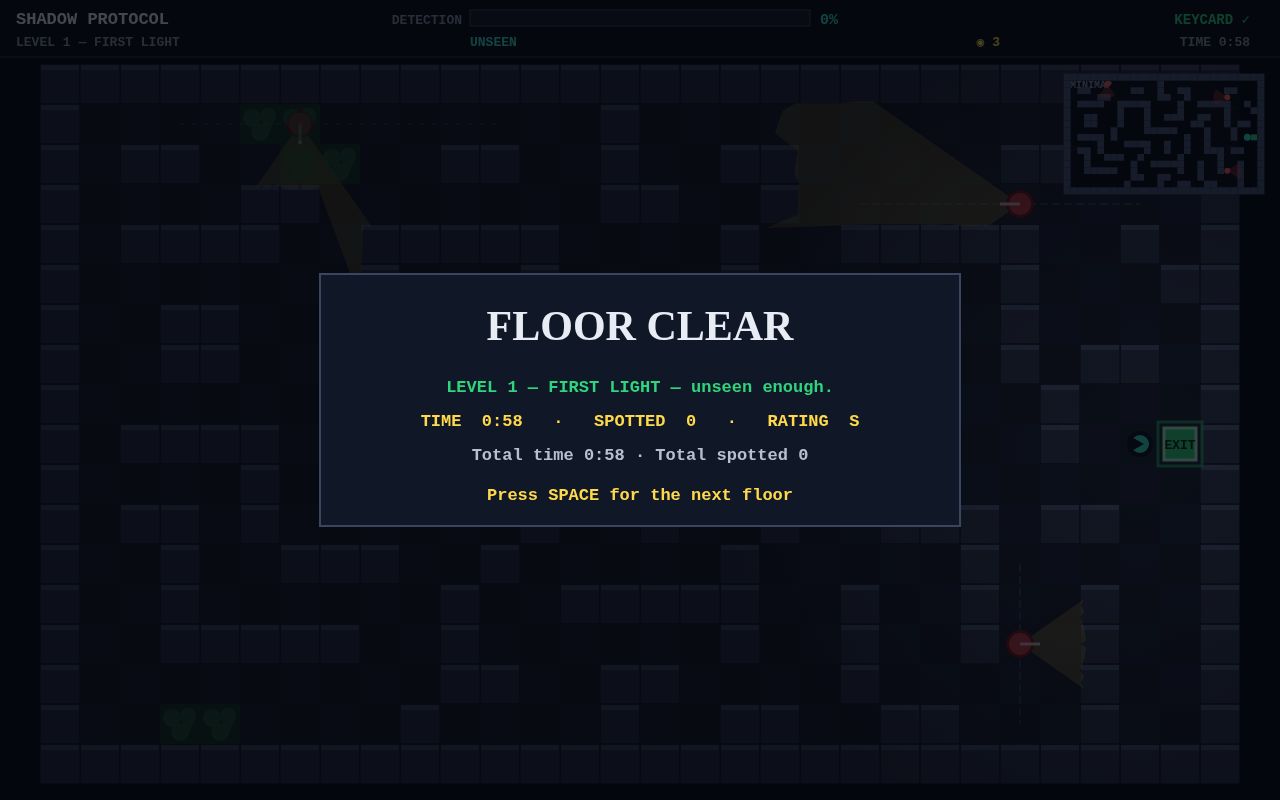 SHADOW PROTOCOL
DETECTION 0% KEYCARD ✓
LEVEL 1 — FIRST LIGHT UNSEEN ◉ 3 TIME 0:58
MINIMAP
FLOOR CLEAR
LEVEL 1 — FIRST LIGHT — unseen enough.
TIME 0:58 · SPOTTED 0 · RATING S
EXIT
Total time 0:58 · Total spotted 0
Press SPACE for the next floor